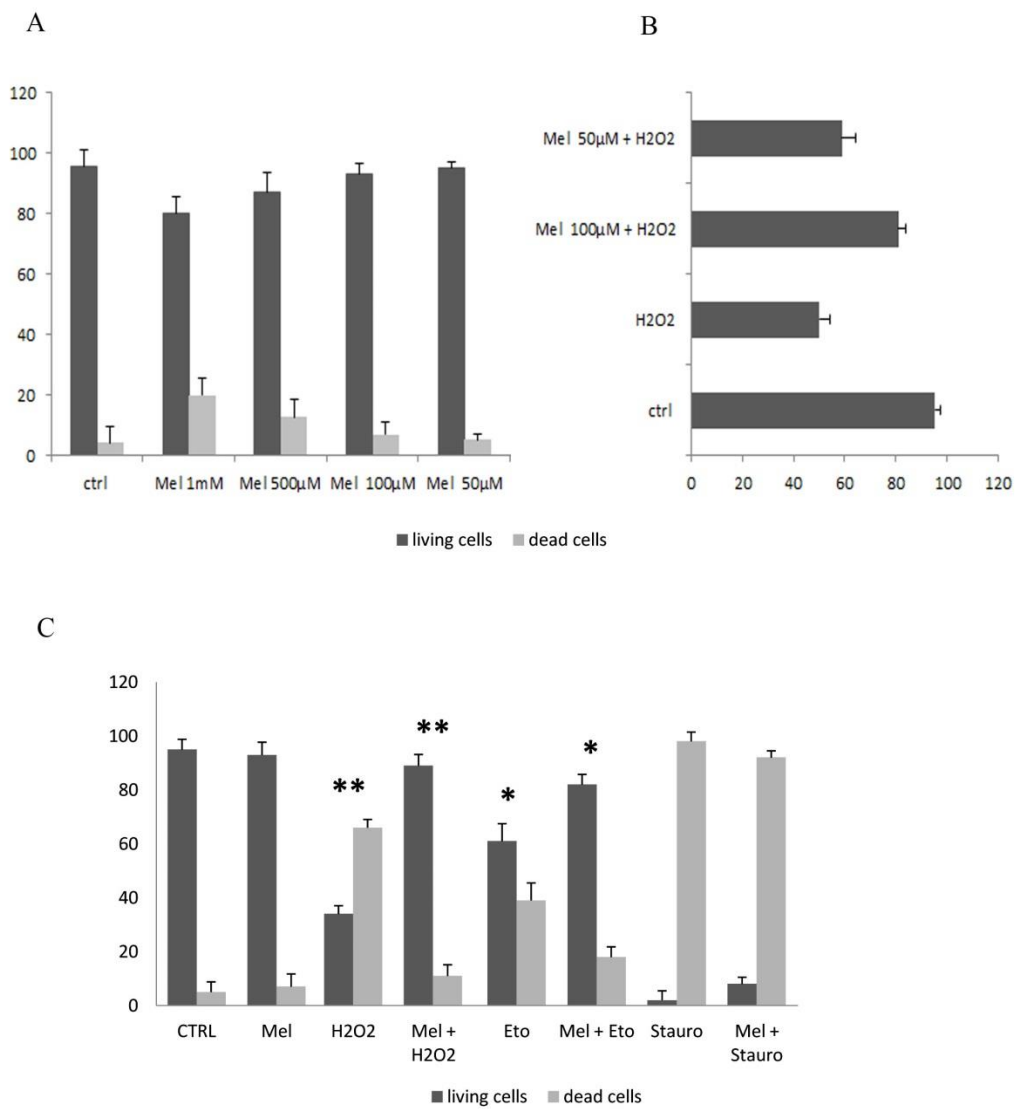 A
120
100
80
60
40
20
0
ctrl
Mel 1mM
Mel 500µM
Mel 100µM
Mel 50µM
B
Mel 50µM + H2O2
Mel 100µM + H2O2
H2O2
ctrl
0 20 40 60 80 100 120
living cells dead cells
C
120
100
80
60
40
20
0
** ** * *
CTRL
Mel
H2O2
Mel +
H2O2
Eto
Mel + Eto
Stauro
Mel +
Stauro
living cells dead cells